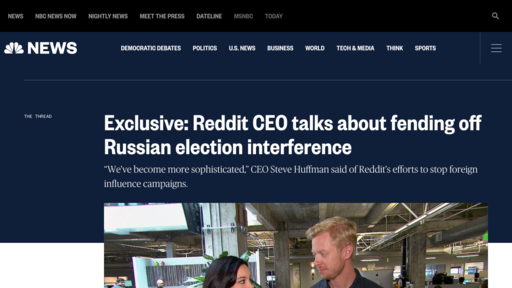 NEWS NBC NEWS NOW NIGHTLY NEWS MEET THE PRESS DATELINE MSNBC TODAY
NEWS DEMOCRATIC DEBATES POLITICS U.S. NEWS BUSINESS WORLD TECH & MEDIA THINK SPORTS
THE THREAD
Exclusive: Reddit CEO talks about fending off
Russian election interference
“We've become more sophisticated,” CEO Steve Huffman said of Reddit's efforts to stop foreign
influence campaigns.